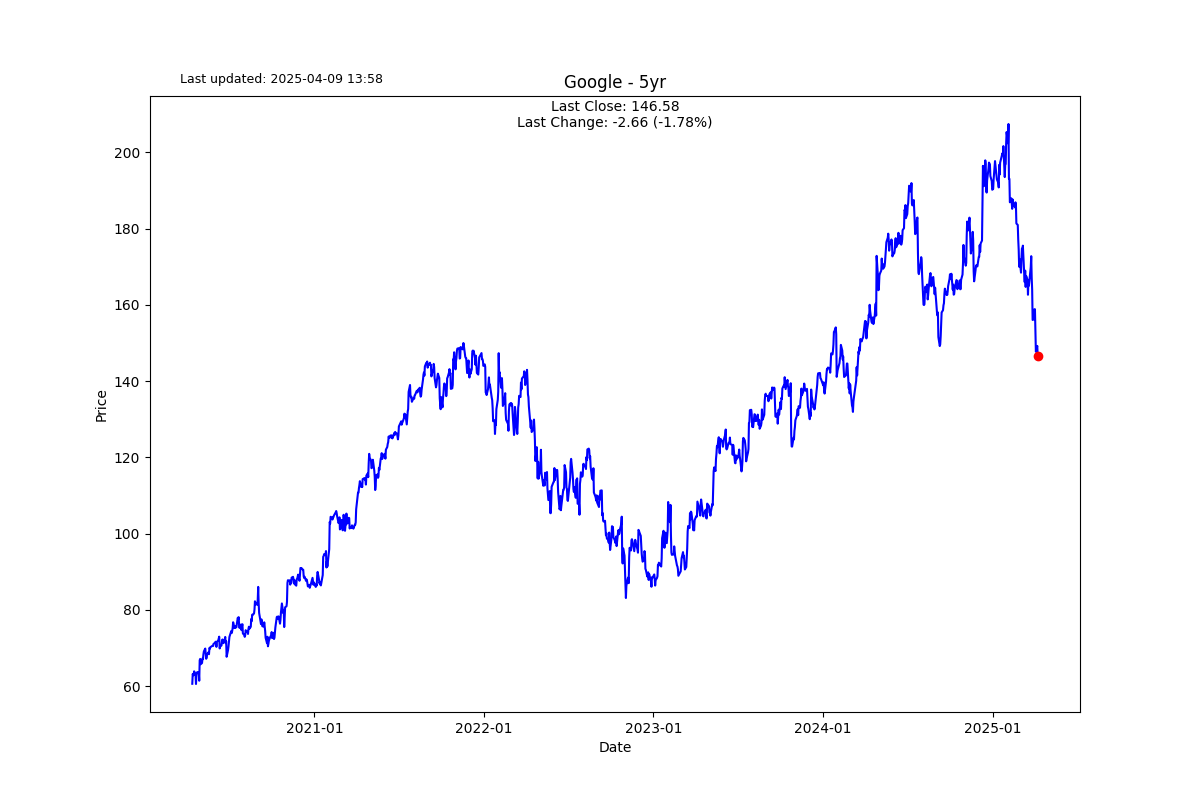 Last updated: 2025-04-09 13:58
Google - 5yr
Last Close: 146.58
Last Change: -2.66 (-1.78%)
200
180
160
140
120
100
80
60
Price
2021-01
2022-01
2023-01
2024-01
2025-01
Date